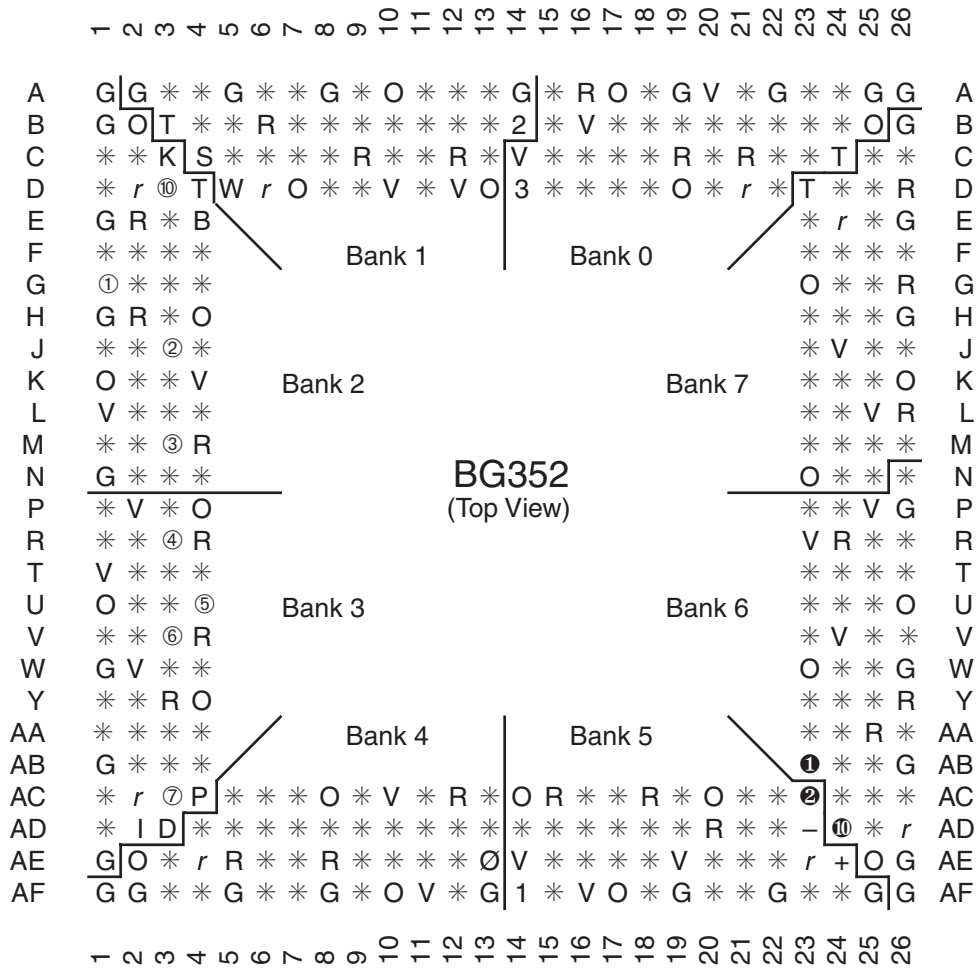 1 2 3 4 5 6 7 8 9 10 11 12 13 14 15 16 17 18 19 20 21 22 23 24 25 26
A G G ✳ ✳ G ✳ ✳ G ✳ O ✳ ✳ ✳ G ✳ R O ✳ G V ✳ G ✳ ✳ G G A
B G O T ✳ ✳ R ✳ ✳ ✳ ✳ ✳ ✳ ✳ 2 ✳ V ✳ ✳ ✳ ✳ ✳ ✳ ✳ ✳ O G B
C ✳ ✳ K S ✳ ✳ ✳ ✳ R ✳ ✳ R ✳ V ✳ ✳ ✳ ✳ R ✳ R ✳ ✳ T ✳ ✳ C
D ✳ r ⑩ T W r O ✳ ✳ V ✳ V O 3 ✳ ✳ ✳ ✳ O ✳ r ✳ T ✳ ✳ R D
E G R ✳ B ✳ r ✳ G E
F ✳ ✳ ✳ ✳ Bank 1 Bank 0 ✳ ✳ ✳ ✳ F
G ① ✳ ✳ ✳ O ✳ ✳ R G
H G R ✳ O ✳ ✳ ✳ G H
J ✳ ✳ ② ✳ ✳ V ✳ ✳ J
K O ✳ ✳ V Bank 2 Bank 7 ✳ ✳ ✳ O K
L V ✳ ✳ ✳ ✳ ✳ V R L
M ✳ ✳ ③ R ✳ ✳ ✳ ✳ M
N G ✳ ✳ ✳ BG352 O ✳ ✳ ✳ N
P ✳ V ✳ O (Top View) ✳ ✳ V G P
R ✳ ✳ ④ R V R ✳ ✳ R
T V ✳ ✳ ✳ ✳ ✳ ✳ ✳ T
U O ✳ ✳ ⑤ Bank 3 Bank 6 ✳ ✳ ✳ O U
V ✳ ✳ ⑥ R ✳ V ✳ ✳ V
W G V ✳ ✳ O ✳ ✳ G W
Y ✳ ✳ R O ✳ ✳ ✳ R Y
AA ✳ ✳ ✳ ✳ Bank 4 Bank 5 ✳ ✳ R ✳ AA
AB G ✳ ✳ ✳ ❶ ✳ ✳ G AB
AC ✳ r ⑦ P ✳ ✳ ✳ O ✳ V ✳ R ✳ O R ✳ ✳ R ✳ O ✳ ✳ ❷ ✳ ✳ ✳ AC
AD ✳ I D ✳ ✳ ✳ ✳ ✳ ✳ ✳ ✳ ✳ ✳ ✳ ✳ ✳ ✳ ✳ ✳ R ✳ ✳ – ❿ ✳ r AD
AE G O ✳ r R ✳ ✳ R ✳ ✳ ✳ ✳ Ø V ✳ ✳ ✳ ✳ V ✳ ✳ ✳ r + O G AE
AF G G ✳ ✳ G ✳ ✳ G ✳ O V ✳ G 1 ✳ V O ✳ G ✳ ✳ G ✳ ✳ G G AF
1 2 3 4 5 6 7 8 9 10 11 12 13 14 15 16 17 18 19 20 21 22 23 24 25 26